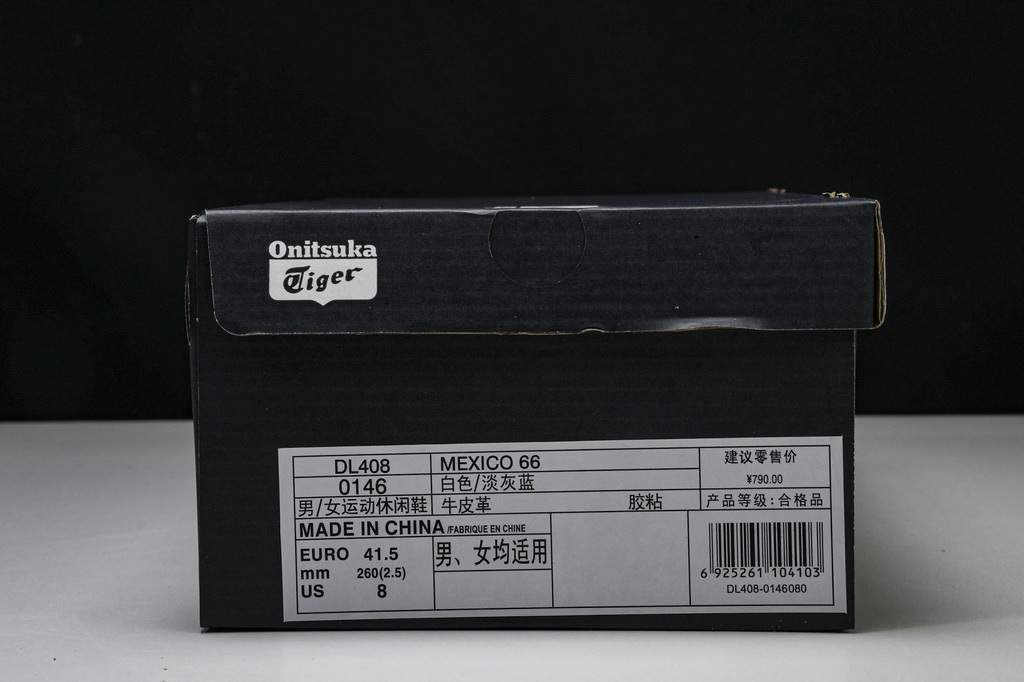 Onitsuka
Tiger
DL408 MEXICO 66 建议零售价
0146 白色/淡灰蓝 ¥790.00
男/女运动休闲鞋 牛皮革 胶粘 产品等级:合格品
MADE IN CHINA/FABRIQUE EN CHINE
EURO 41.5 男、女均适用
mm 260(2.5)
US 8
6 925261 104103
DL408-0146080